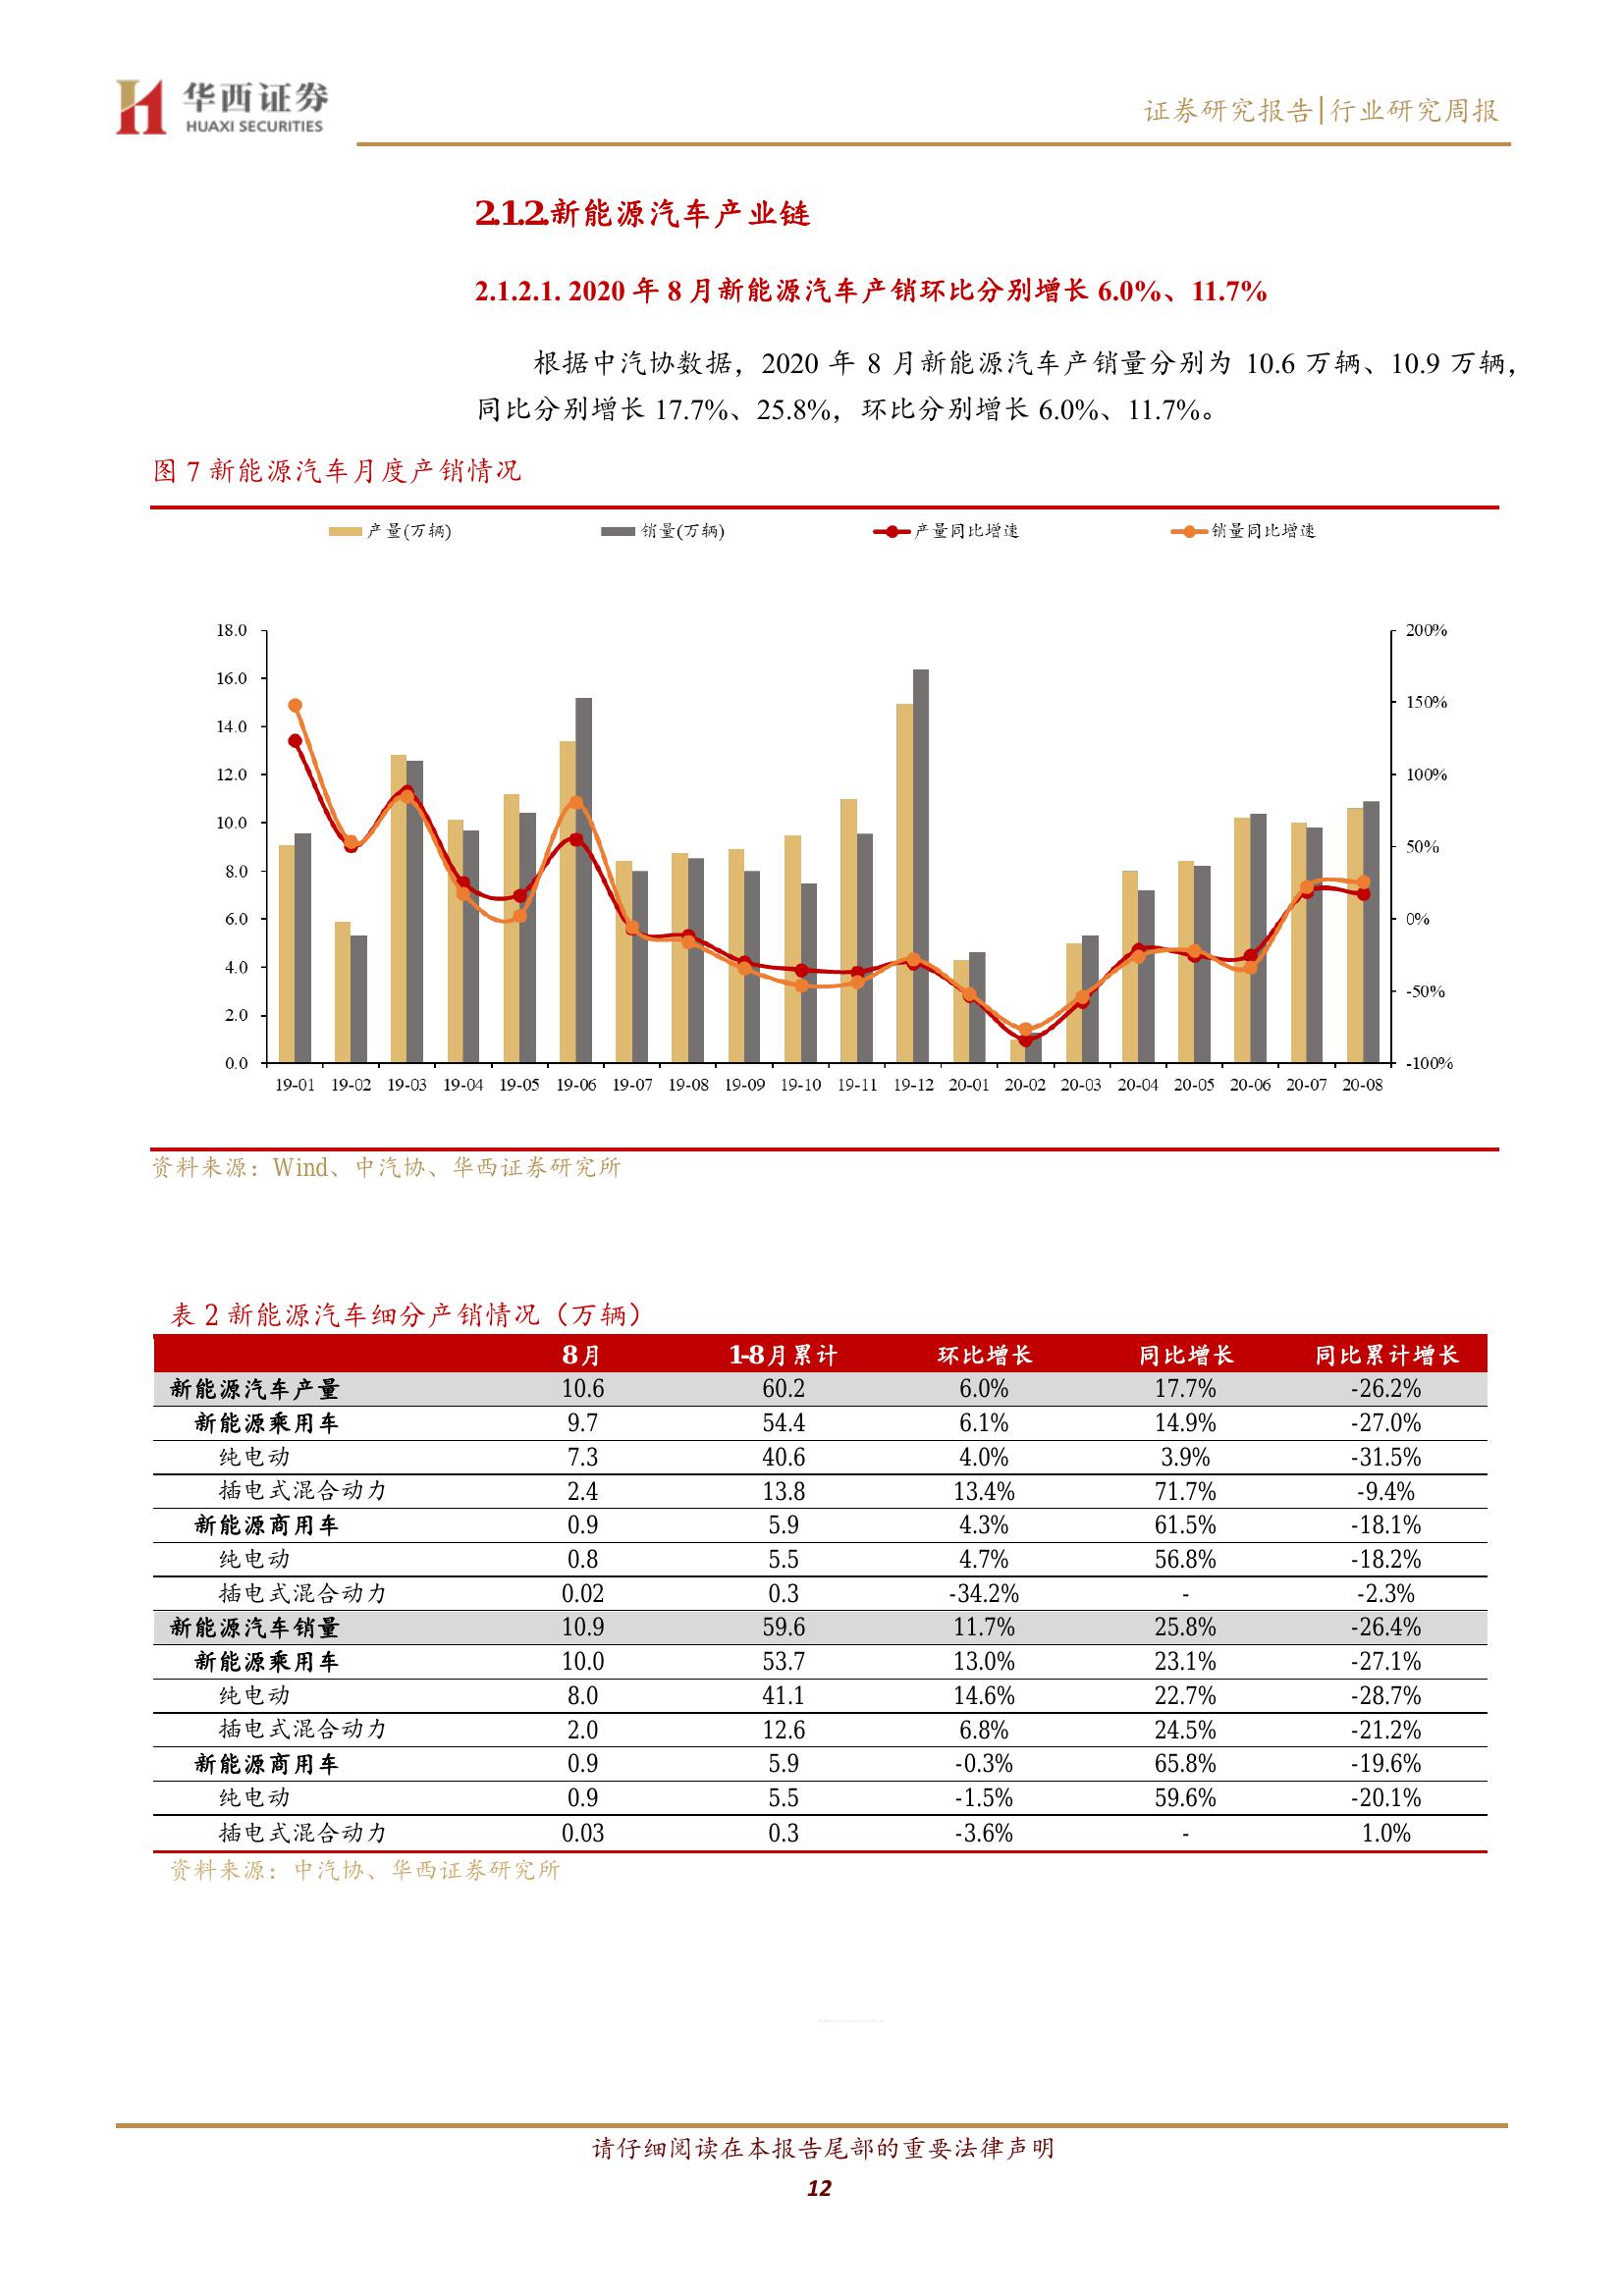 华西证券
HUAXI SECURITIES
证券研究报告|行业研究周报
2.1.2.新能源汽车产业链
2.1.2.1. 2020 年 8 月新能源汽车产销环比分别增长 6.0%、11.7%
根据中汽协数据，2020 年 8 月新能源汽车产销量分别为 10.6 万辆、10.9 万辆，
同比分别增长 17.7%、25.8%，环比分别增长 6.0%、11.7%。
图 7 新能源汽车月度产销情况
产量(万辆) 销量(万辆) 产量同比增速 销量同比增速
18.0 200%
16.0 150%
14.0
12.0 100%
10.0
8.0 50%
6.0 0%
4.0
2.0 -50%
0.0 -100%
19-01 19-02 19-03 19-04 19-05 19-06 19-07 19-08 19-09 19-10 19-11 19-12 20-01 20-02 20-03 20-04 20-05 20-06 20-07 20-08
资料来源：Wind、中汽协、华西证券研究所
表 2 新能源汽车细分产销情况（万辆）
8月 1-8月累计 环比增长 同比增长 同比累计增长
新能源汽车产量 10.6 60.2 6.0% 17.7% -26.2%
新能源乘用车 9.7 54.4 6.1% 14.9% -27.0%
纯电动 7.3 40.6 4.0% 3.9% -31.5%
插电式混合动力 2.4 13.8 13.4% 71.7% -9.4%
新能源商用车 0.9 5.9 4.3% 61.5% -18.1%
纯电动 0.8 5.5 4.7% 56.8% -18.2%
插电式混合动力 0.02 0.3 -34.2% - -2.3%
新能源汽车销量 10.9 59.6 11.7% 25.8% -26.4%
新能源乘用车 10.0 53.7 13.0% 23.1% -27.1%
纯电动 8.0 41.1 14.6% 22.7% -28.7%
插电式混合动力 2.0 12.6 6.8% 24.5% -21.2%
新能源商用车 0.9 5.9 -0.3% 65.8% -19.6%
纯电动 0.9 5.5 -1.5% 59.6% -20.1%
插电式混合动力 0.03 0.3 -3.6% - 1.0%
资料来源：中汽协、华西证券研究所
请仔细阅读在本报告尾部的重要法律声明
12